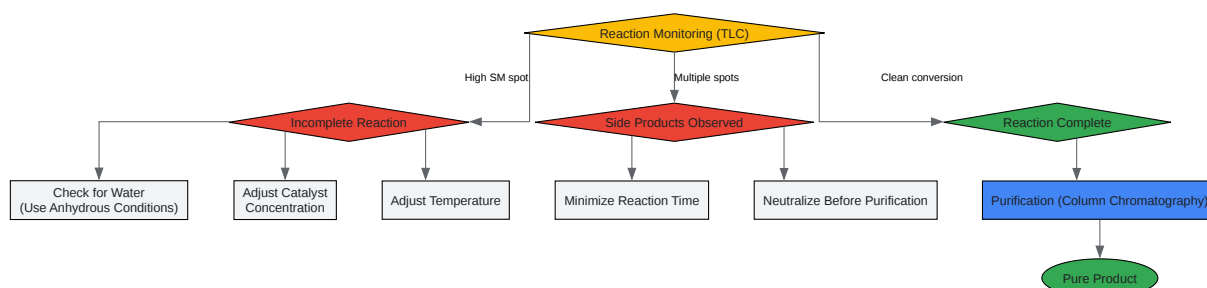 Reaction Monitoring (TLC)
High SM spot
Multiple spots
Clean conversion
Incomplete Reaction
Side Products Observed
Reaction Complete
Check for Water
(Use Anhydrous Conditions)
Adjust Catalyst
Concentration
Adjust Temperature
Minimize Reaction Time
Neutralize Before Purification
Purification (Column Chromatography)
Pure Product